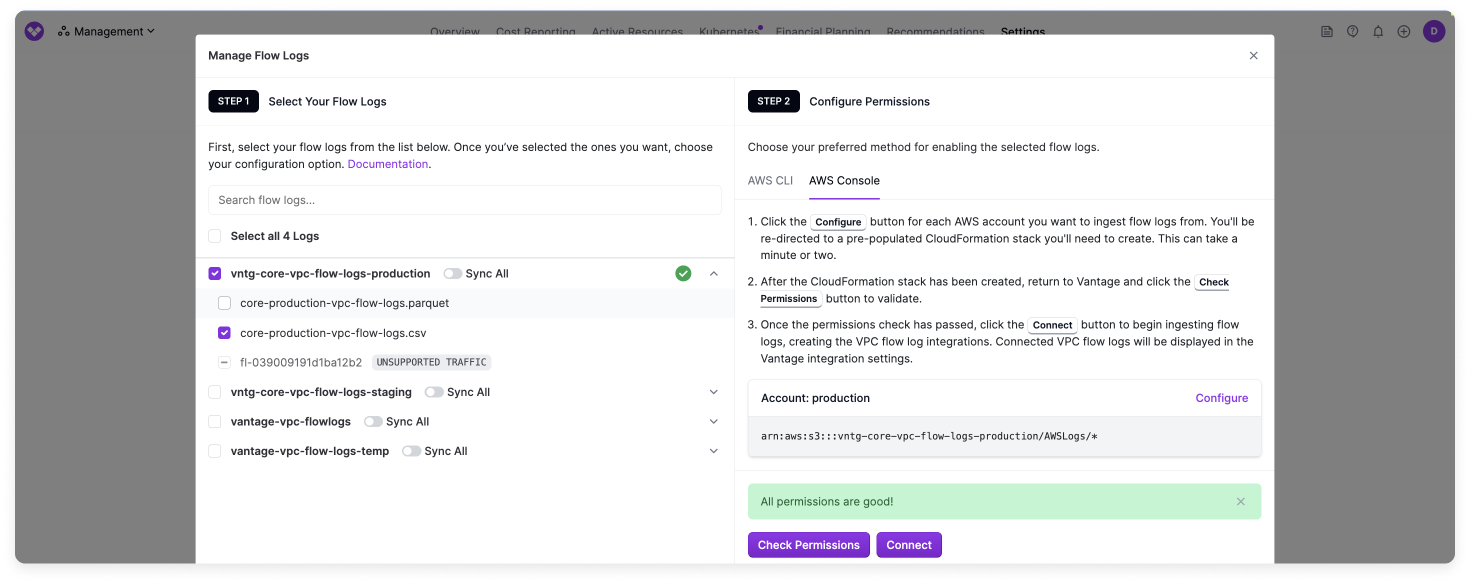 Management
Overview Cost Reporting Active Resources Kubernetes Financial Planning Recommendations Settings
D
Manage Flow Logs
STEP 1 Select Your Flow Logs
First, select your flow logs from the list below. Once you've selected the ones you want, choose
your configuration option. Documentation.
Search flow logs...
Select all 4 Logs
vntg-core-vpc-flow-logs-production Sync All
core-production-vpc-flow-logs.parquet
core-production-vpc-flow-logs.csv
fl-039009191d1ba12b2 UNSUPPORTED TRAFFIC
vntg-core-vpc-flow-logs-staging Sync All
vantage-vpc-flowlogs Sync All
vantage-vpc-flow-logs-temp Sync All
STEP 2 Configure Permissions
Choose your preferred method for enabling the selected flow logs.
AWS CLI AWS Console
1. Click the Configure button for each AWS account you want to ingest flow logs from. You'll be
re-directed to a pre-populated CloudFormation stack you'll need to create. This can take a
minute or two.
2. After the CloudFormation stack has been created, return to Vantage and click the Check
Permissions button to validate.
3. Once the permissions check has passed, click the Connect button to begin ingesting flow
logs, creating the VPC flow log integrations. Connected VPC flow logs will be displayed in the
Vantage integration settings.
Account: production Configure
arn:aws:s3:::vntg-core-vpc-flow-logs-production/AWSLogs/*
All permissions are good!
Check Permissions Connect